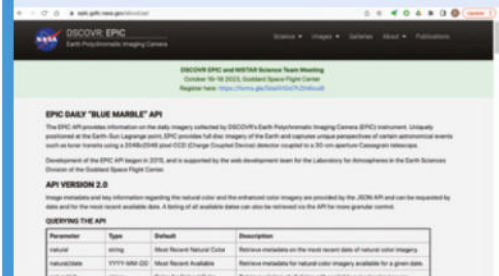 epic.gsfc.nasa.gov/about/api
NASA
DSCOVR: EPIC
Earth Polychromatic Imaging Camera
Science Images Galleries About Publications
DSCOVR EPIC and NISTAR Science Team Meeting
October 16-18 2023, Goddard Space Flight Center
Register here:
EPIC DAILY "BLUE MARBLE" API
The EPIC API provides information on the daily imagery collected by DSCOVR's Earth Polychromatic Imaging Camera (EPIC) instrument. Uniquely
positioned at the Earth-Sun Lagrange point, EPIC provides full disc imagery of the Earth and captures unique perspectives of certain astronomical events
such as lunar transits using a 2048x2048 pixel CCD (Charge Coupled Device) detector coupled to a 30-cm aperture Cassegrain telescope.
Development of the EPIC API began in 2015, and is supported by the web development team for the Laboratory for Atmospheres in the Earth Sciences
Division of the Goddard Space Flight Center.
API VERSION 2.0
Image metadata and key information regarding the natural color and the enhanced color imagery are provided by the JSON API and can be requested by
date and for the most recent available date. A listing of all available dates can also be retrieved via the API for more granular control.
QUERYING THE API
Parameter Type Default Description
natural string Most Recent Natural Color Retrieve metadata on the most recent date of natural color imagery.
natural/date YYYY-MM-DD Most Recent Available Retrieve metadata for natural color imagery available for a given date.